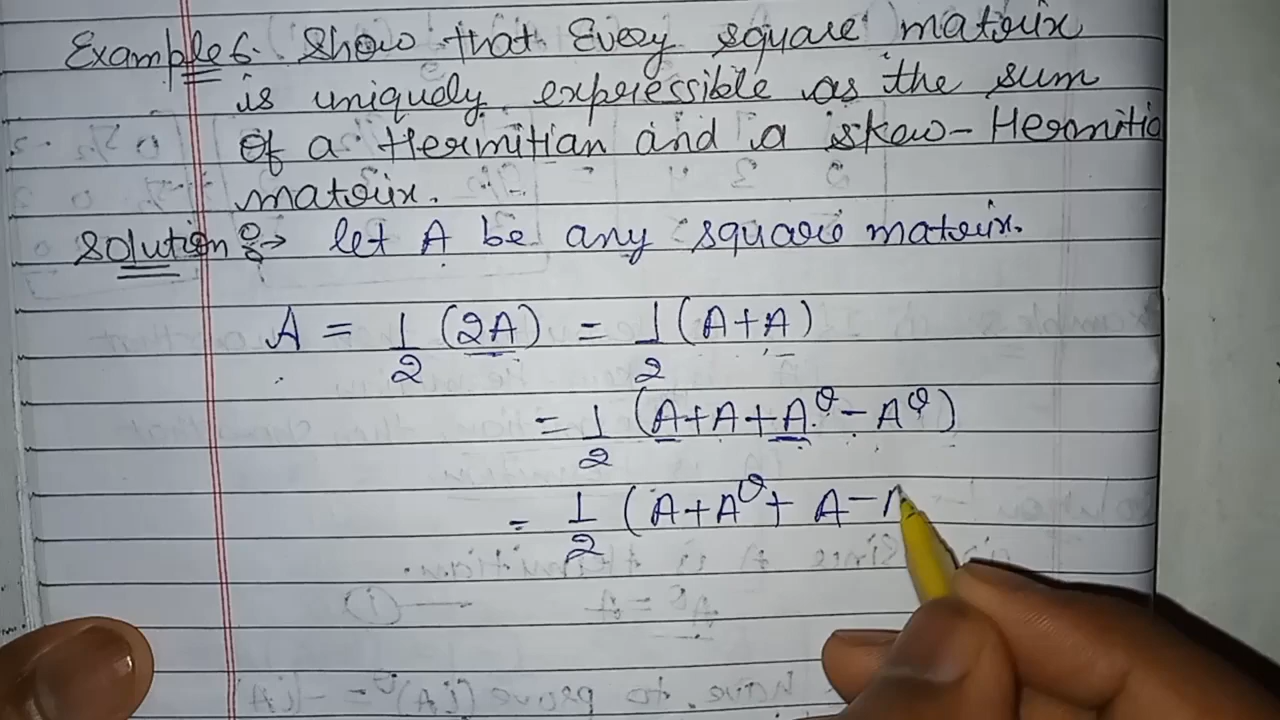 Example 6. Show that Every square matrix
is uniquely expressible as the sum
of a Hermitian and a skew-Hermitia
matrix.
Solution :→ let A be any square matrix.
A = 1/2 (2A) = 1/2 (A+A)
= 1/2 (A+A+A^θ - A^θ)
= 1/2 (A+A^θ + A -